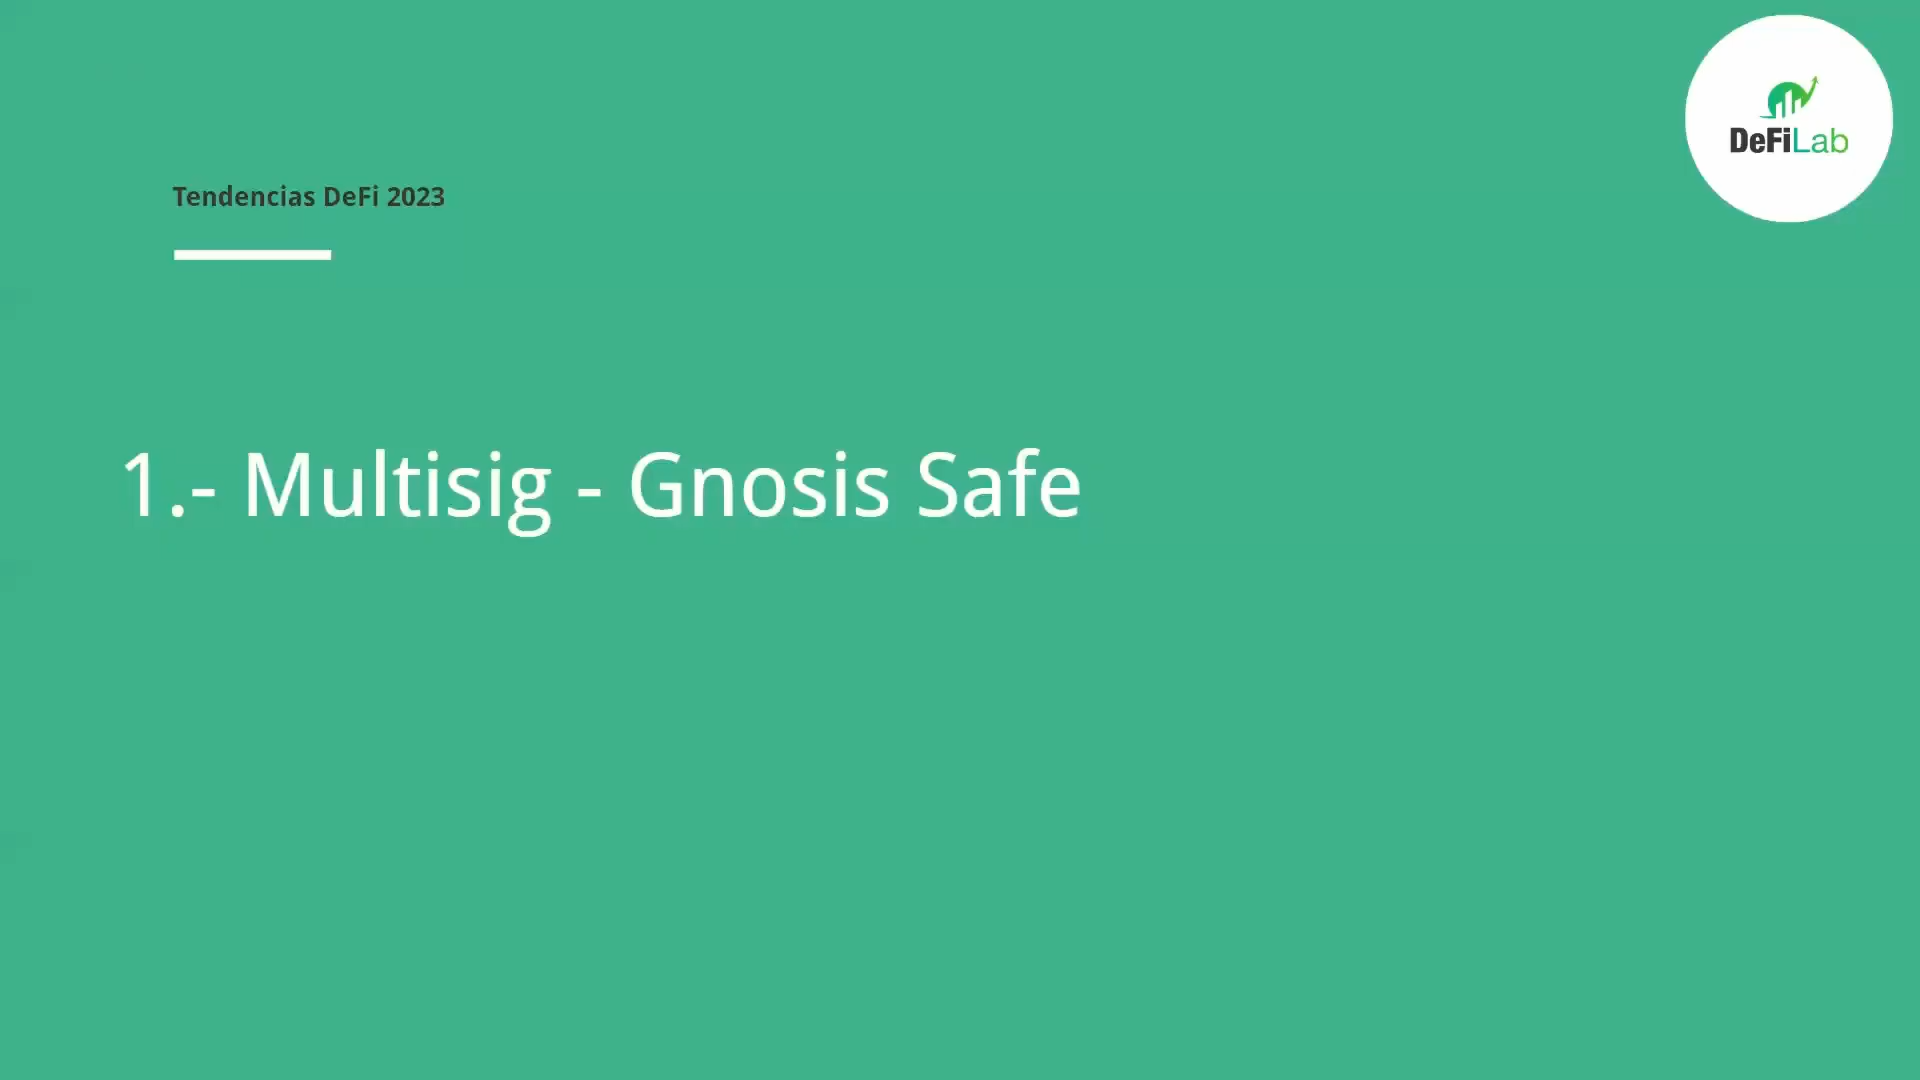 DeFiLab
Tendencias DeFi 2023
1.- Multisig - Gnosis Safe